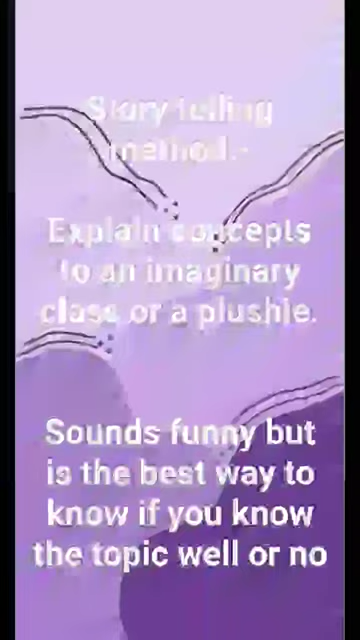 Story telling
method:-
Explain concepts
to an imaginary
class or a plushie.
Sounds funny but
is the best way to
know if you know
the topic well or no